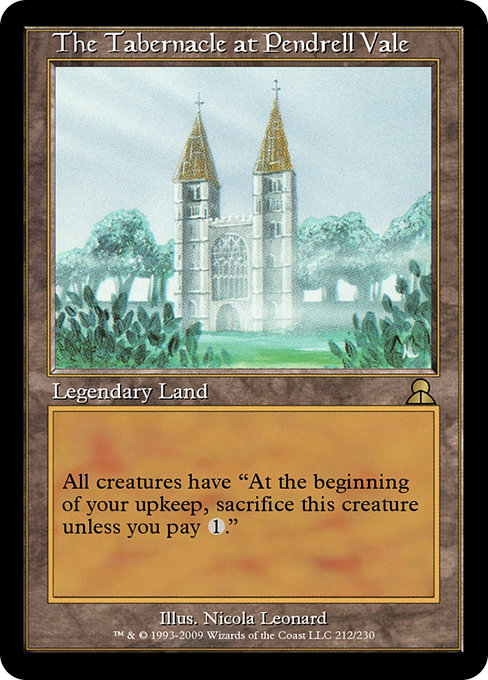 The Tabernacle at Pendrell Vale
Legendary Land
All creatures have “At the beginning
of your upkeep, sacrifice this creature
unless you pay 1.”
Illus. Nicola Leonard
™ & © 1993-2009 Wizards of the Coast LLC 212/230